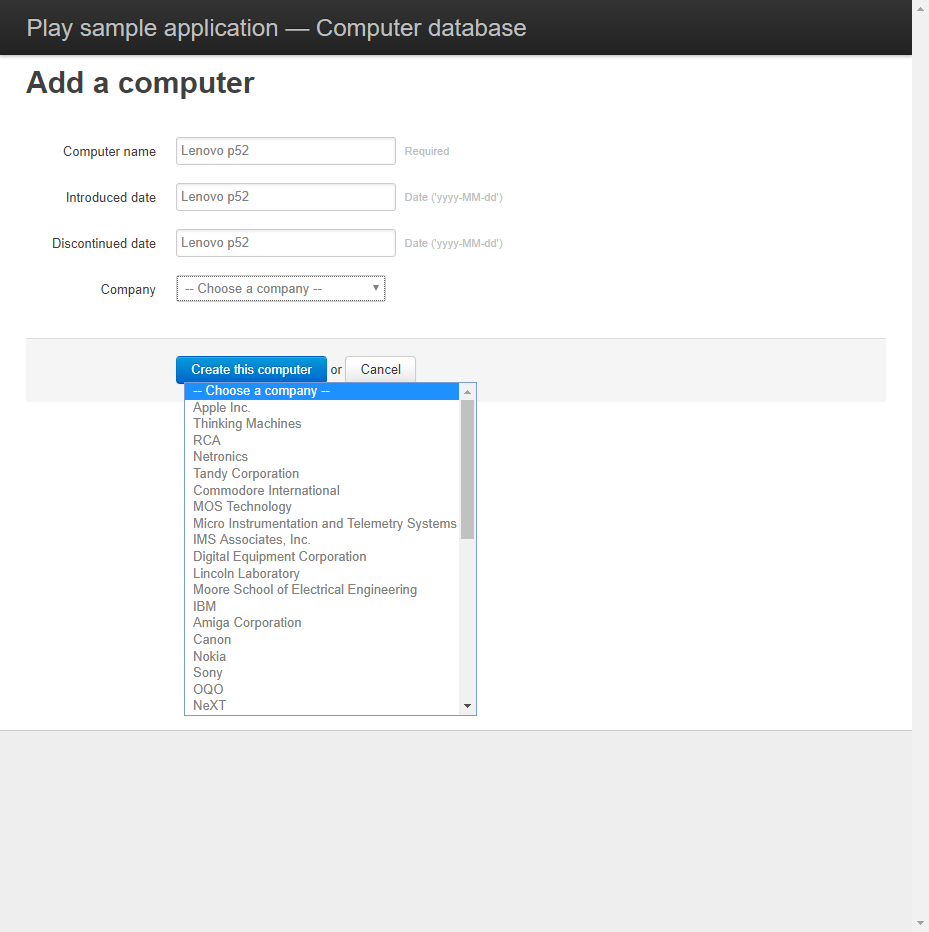 Play sample application — Computer database
Add a computer
Computer name Lenovo p52 Required
Introduced date Lenovo p52 Date ('yyyy-MM-dd')
Discontinued date Lenovo p52 Date ('yyyy-MM-dd')
Company -- Choose a company --
Create this computer or Cancel
-- Choose a company --
Apple Inc.
Thinking Machines
RCA
Netronics
Tandy Corporation
Commodore International
MOS Technology
Micro Instrumentation and Telemetry Systems
IMS Associates, Inc.
Digital Equipment Corporation
Lincoln Laboratory
Moore School of Electrical Engineering
IBM
Amiga Corporation
Canon
Nokia
Sony
OQO
NeXT